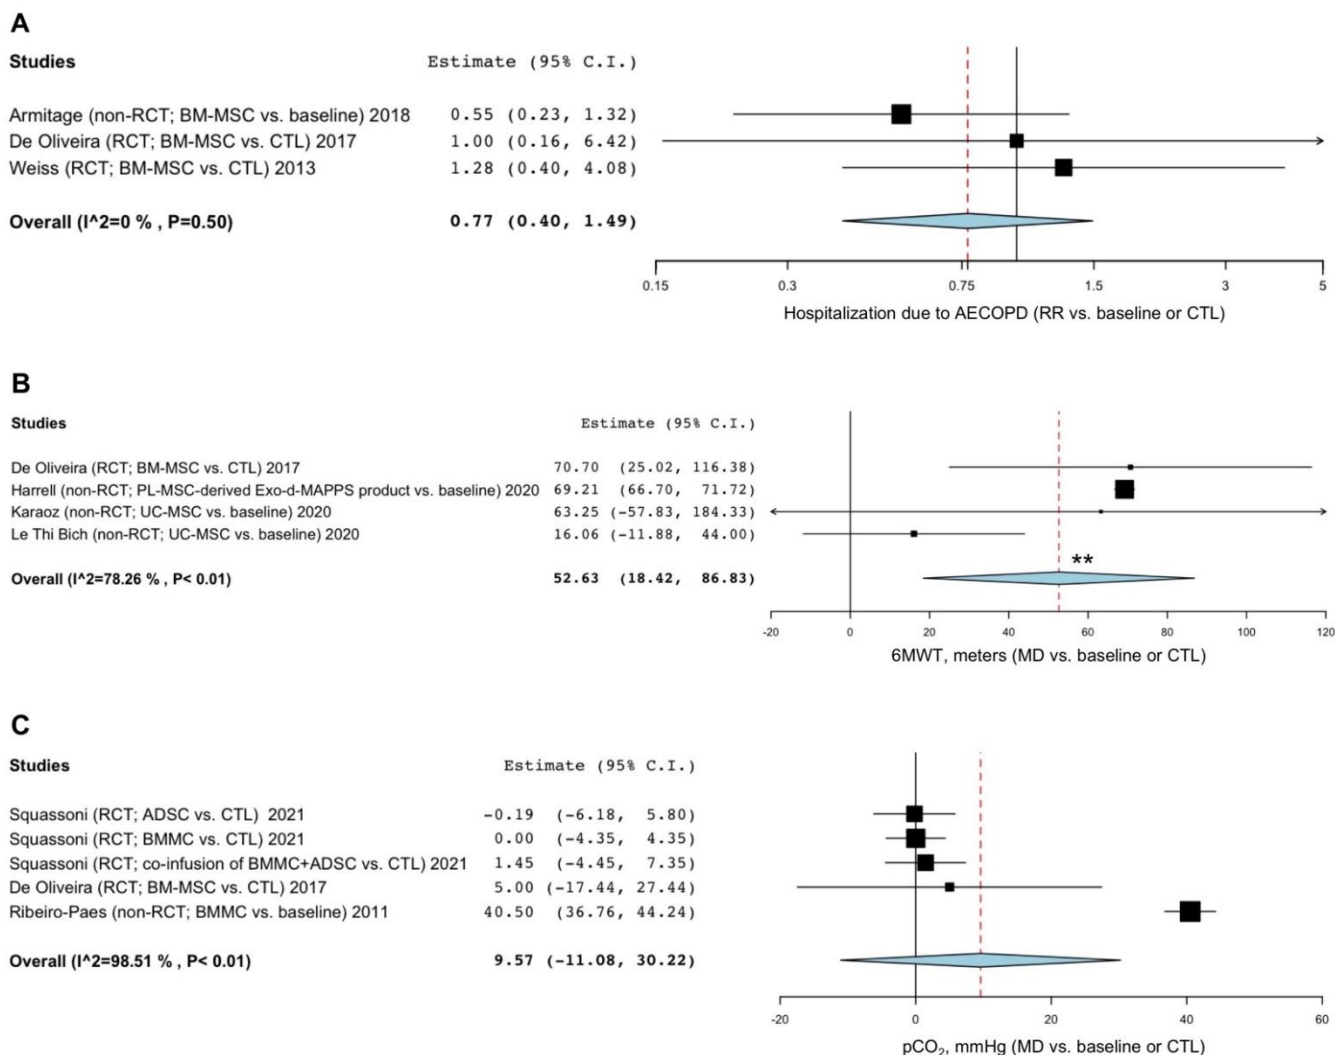 A
Studies Estimate (95% C.I.)
Armitage (non-RCT; BM-MSC vs. baseline) 2018 0.55 (0.23, 1.32)
De Oliveira (RCT; BM-MSC vs. CTL) 2017 1.00 (0.16, 6.42)
Weiss (RCT; BM-MSC vs. CTL) 2013 1.28 (0.40, 4.08)
Overall (I^2=0 % , P=0.50) 0.77 (0.40, 1.49)
0.15 0.3 0.75 1.5 3 5
Hospitalization due to AECOPD (RR vs. baseline or CTL)
B
Studies Estimate (95% C.I.)
De Oliveira (RCT; BM-MSC vs. CTL) 2017 70.70 (25.02, 116.38)
Harrell (non-RCT; PL-MSC-derived Exo-d-MAPPS product vs. baseline) 2020 69.21 (66.70, 71.72)
Karaoz (non-RCT; UC-MSC vs. baseline) 2020 63.25 (-57.83, 184.33)
Le Thi Bich (non-RCT; UC-MSC vs. baseline) 2020 16.06 (-11.88, 44.00)
**
Overall (I^2=78.26 % , P< 0.01) 52.63 (18.42, 86.83)
-20 0 20 40 60 80 100 120
6MWT, meters (MD vs. baseline or CTL)
C
Studies Estimate (95% C.I.)
Squassoni (RCT; ADSC vs. CTL) 2021 -0.19 (-6.18, 5.80)
Squassoni (RCT; BMMC vs. CTL) 2021 0.00 (-4.35, 4.35)
Squassoni (RCT; co-infusion of BMMC+ADSC vs. CTL) 2021 1.45 (-4.45, 7.35)
De Oliveira (RCT; BM-MSC vs. CTL) 2017 5.00 (-17.44, 27.44)
Ribeiro-Paes (non-RCT; BMMC vs. baseline) 2011 40.50 (36.76, 44.24)
Overall (I^2=98.51 % , P< 0.01) 9.57 (-11.08, 30.22)
-20 0 20 40 60
pCO₂, mmHg (MD vs. baseline or CTL)